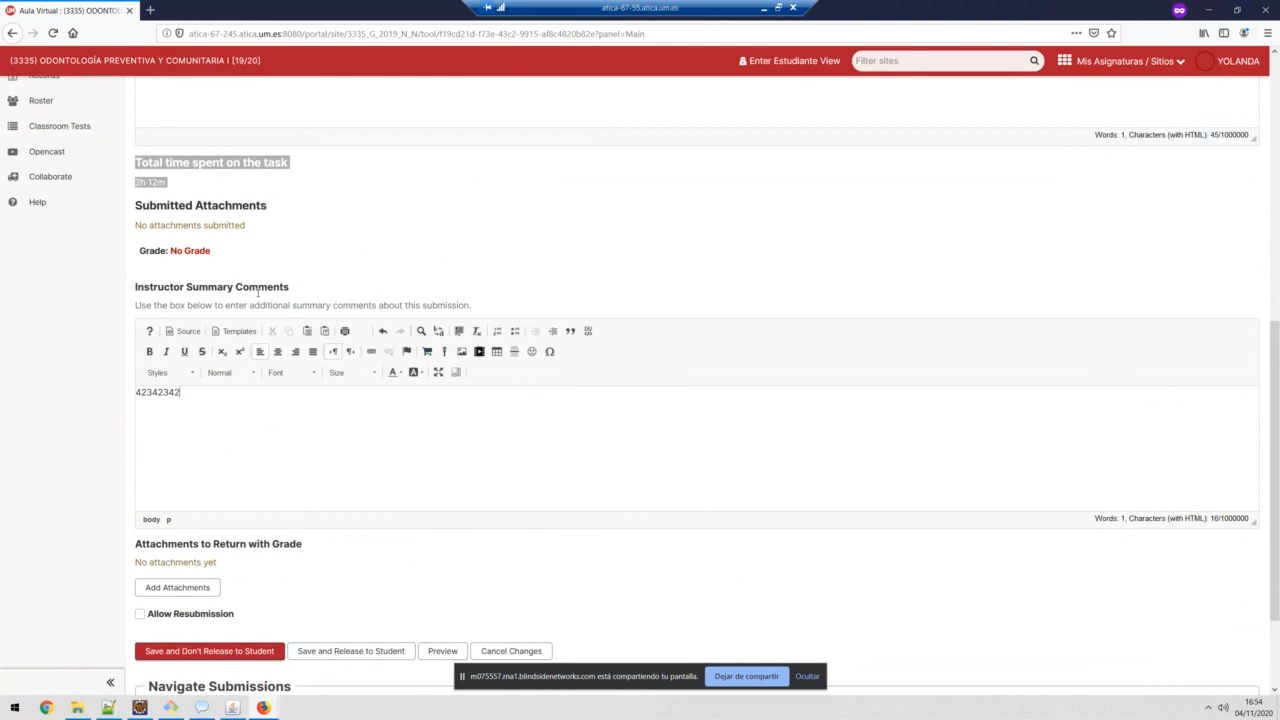 Aula Virtual : (3335) ODONTOL
atica-67-55.atica.um.es
atica-67-245.atica.um.es:8080/portal/site/3335_G_2019_N_N/tool/f19cd21d-f73e-43c2-9915-af8c4820b82e?panel=Main
(3335) ODONTOLOGÍA PREVENTIVA Y COMUNITARIA I [19/20]
Enter Estudiante View
Filter sites
Mis Asignaturas / Sitios
YOLANDA
Records
Roster
Classroom Tests
Opencast
Collaborate
Help
Words: 1, Characters (with HTML): 45/1000000
Total time spent on the task
2h 12m
Submitted Attachments
No attachments submitted
Grade: No Grade
Instructor Summary Comments
Use the box below to enter additional summary comments about this submission.
Source
Templates
Styles
Normal
Font
Size
42342342
body p
Words: 1, Characters (with HTML): 16/1000000
Attachments to Return with Grade
No attachments yet
Add Attachments
Allow Resubmission
Save and Don't Release to Student
Save and Release to Student
Preview
Cancel Changes
m075557.rna1.blindsidenetworks.com está compartiendo tu pantalla.
Dejar de compartir
Ocultar
Navigate Submissions
16:54
04/11/2020